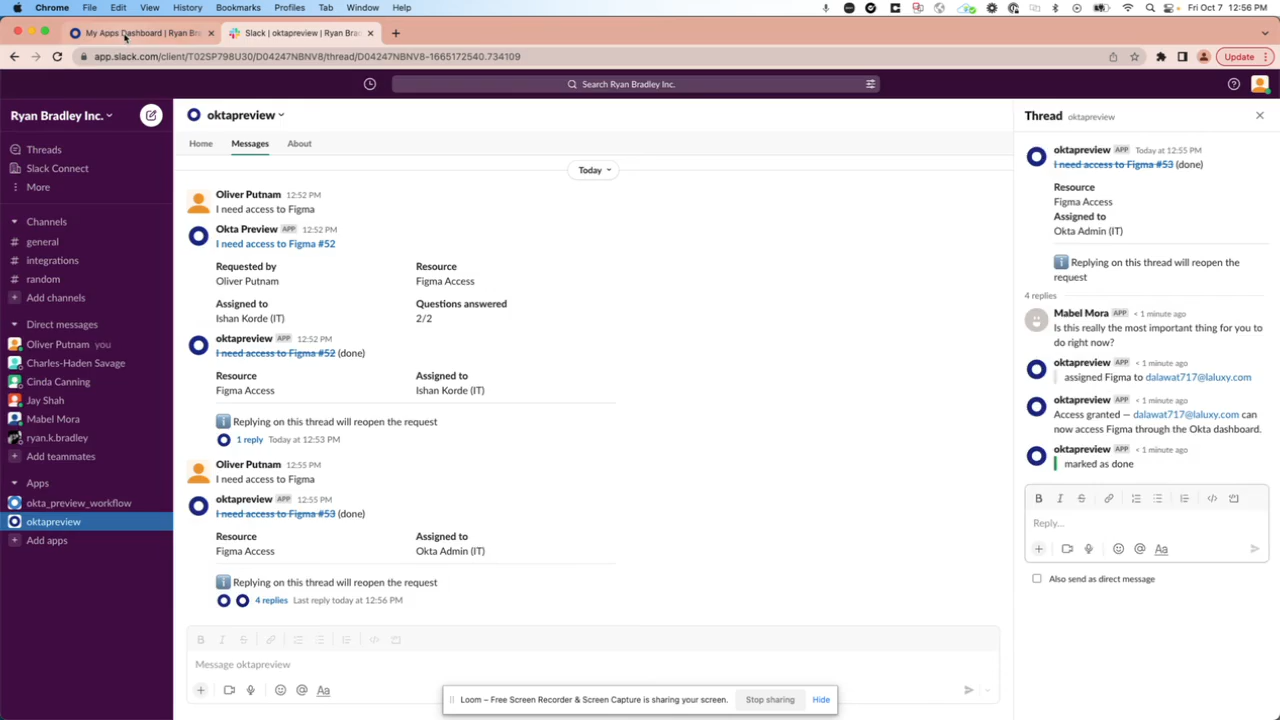 Chrome File Edit View History Bookmarks Profiles Tab Window Help Fri Oct 7 12:56 PM
My Apps Dashboard | Ryan Br
Slack | oktapreview | Ryan Brad
app.slack.com/client/T02SP798U30/D04247NBNV8/thread/D04247NBNV8-1665172540.734109
Update
Search Ryan Bradley Inc.
Ryan Bradley Inc.
Threads
Slack Connect
More
Channels
# general
# integrations
# random
Add channels
Direct messages
Oliver Putnam you
Charles-Haden Savage
Cinda Canning
Jay Shah
Mabel Mora
ryan.k.bradley
Add teammates
Apps
okta_preview_workflow
oktapreview
Add apps
oktapreview
Home Messages About
Today
Oliver Putnam 12:52 PM
I need access to Figma
Okta Preview APP 12:52 PM
I need access to Figma #52
Requested by Resource
Oliver Putnam Figma Access
Assigned to Questions answered
Ishan Korde (IT) 2/2
oktapreview APP 12:52 PM
I need access to Figma #52 (done)
Resource Assigned to
Figma Access Ishan Korde (IT)
Replying on this thread will reopen the request
1 reply Today at 12:53 PM
Oliver Putnam 12:55 PM
I need access to Figma
oktapreview APP 12:55 PM
I need access to Figma #53 (done)
Resource Assigned to
Figma Access Okta Admin (IT)
Replying on this thread will reopen the request
4 replies Last reply today at 12:56 PM
B I S
Message oktapreview
Aa
Loom – Free Screen Recorder & Screen Capture is sharing your screen. Stop sharing Hide
Thread oktapreview
oktapreview APP Today at 12:55 PM
I need access to Figma #53 (done)
Resource
Figma Access
Assigned to
Okta Admin (IT)
Replying on this thread will reopen the
request
4 replies
Mabel Mora APP < 1 minute ago
Is this really the most important thing for you to
do right now?
oktapreview APP < 1 minute ago
assigned Figma to dalawat717@laluxy.com
oktapreview APP < 1 minute ago
Access granted — dalawat717@laluxy.com can
now access Figma through the Okta dashboard.
oktapreview APP < 1 minute ago
marked as done
B I S
Reply...
Aa
Also send as direct message